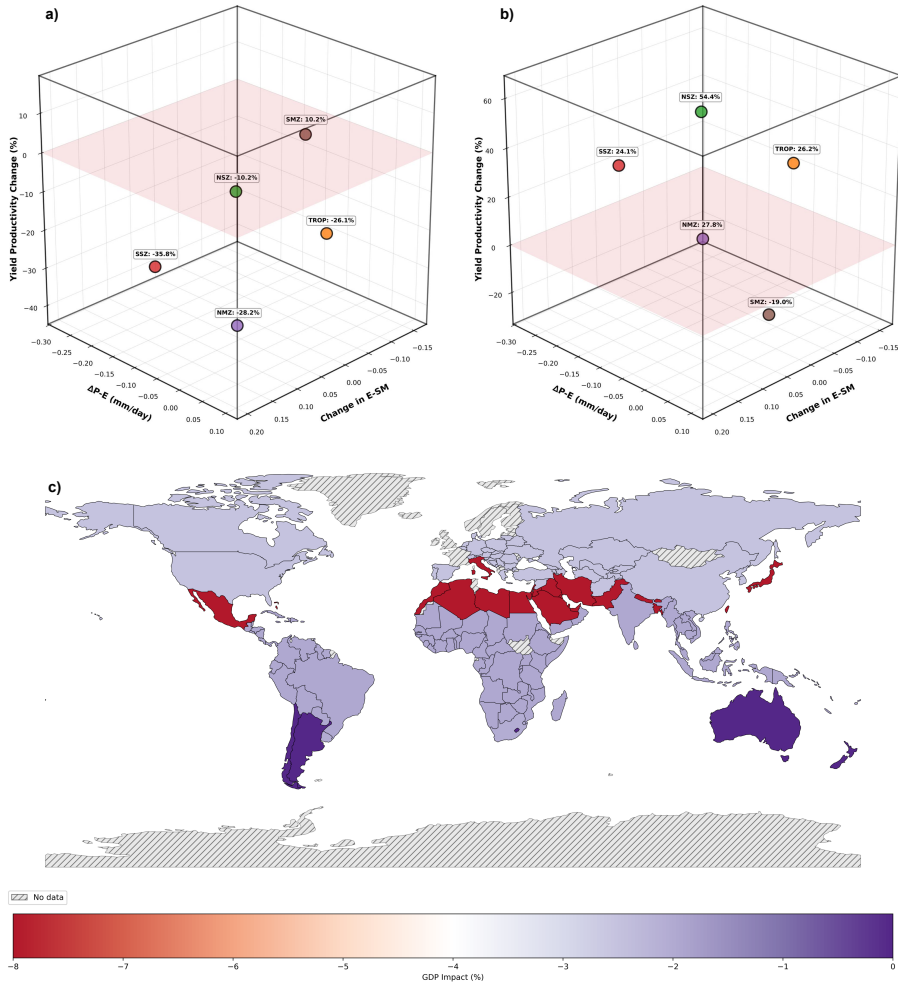 a)
Yield Productivity Change (%)
10
0
−10
−20
−30
−40
SMZ: 10.2%
NSZ: -10.2%
TROP: -26.1%
SSZ: -35.8%
NMZ: -28.2%
−0.30
−0.25
−0.20
−0.15
−0.10
−0.05
0.00
0.05
0.10
ΔP-E (mm/day)
−0.15
−0.10
−0.05
0.00
0.05
0.10
0.15
0.20
Change in E-SM
b)
Yield Productivity Change (%)
60
40
20
0
−20
NSZ: 54.4%
SSZ: 24.1%
TROP: 26.2%
NMZ: 27.8%
SMZ: -19.0%
−0.30
−0.25
−0.20
−0.15
−0.10
−0.05
0.00
0.05
0.10
ΔP-E (mm/day)
−0.15
−0.10
−0.05
0.00
0.05
0.10
0.15
0.20
Change in E-SM
c)
No data
−8 −7 −6 −5 −4 −3 −2 −1 0
GDP Impact (%)